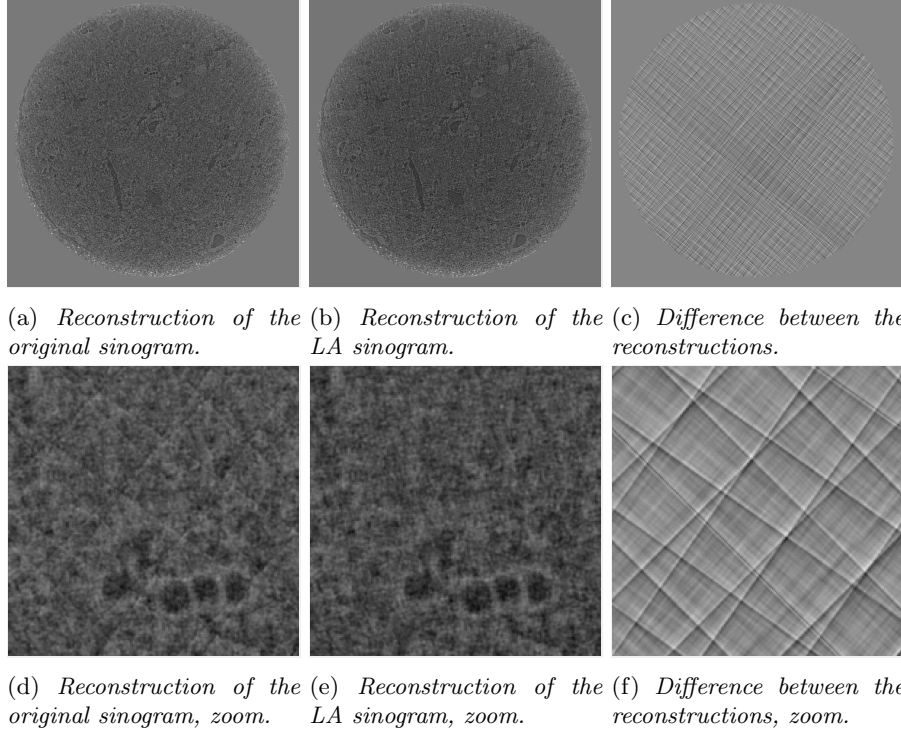 (a) Reconstruction of the
original sinogram.
(b) Reconstruction of the
LA sinogram.
(c) Difference between the
reconstructions.
(d) Reconstruction of the
original sinogram, zoom.
(e) Reconstruction of the
LA sinogram, zoom.
(f) Difference between the
reconstructions, zoom.